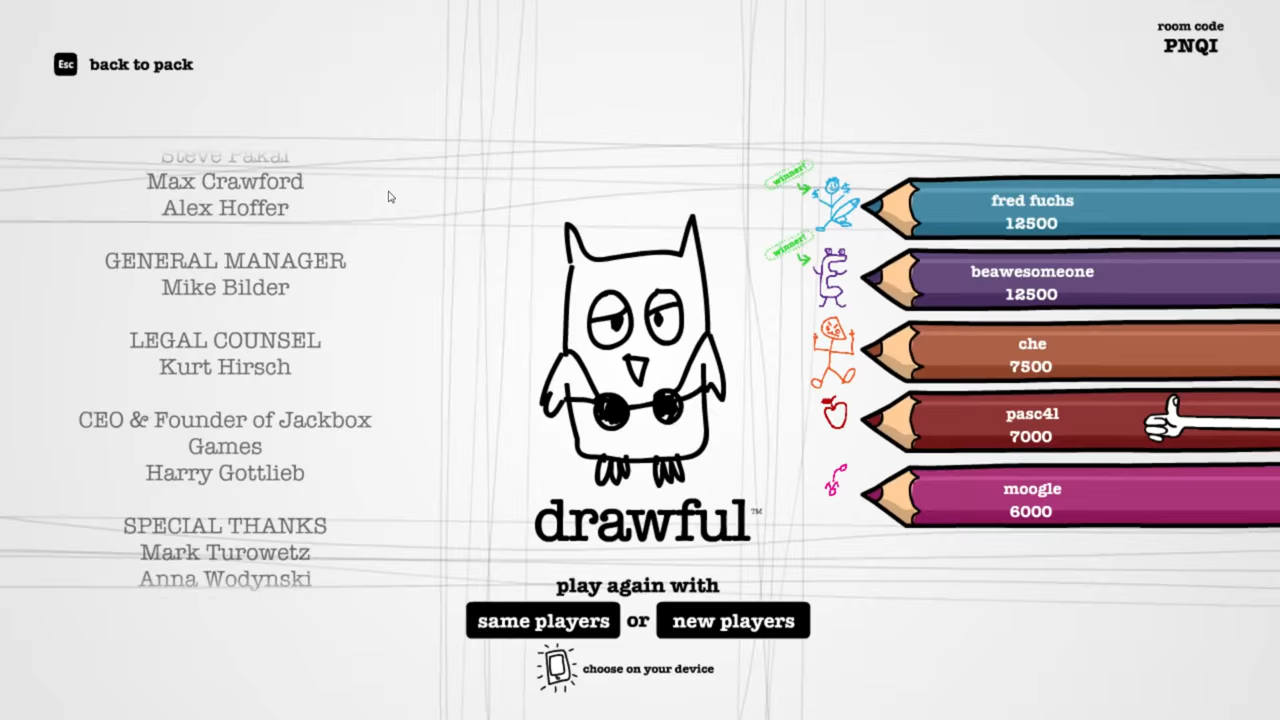 room code
PNQI
Esc
back to pack
Steve Pakal
Max Crawford
Alex Hoffer
GENERAL MANAGER
Mike Bilder
LEGAL COUNSEL
Kurt Hirsch
CEO & Founder of Jackbox
Games
Harry Gottlieb
SPECIAL THANKS
Mark Turowetz
Anna Wodynski
drawful™
play again with
same players or new players
choose on your device
winner!
fred fuchs
12500
winner!
beawesomeone
12500
che
7500
pasc4l
7000
moogle
6000